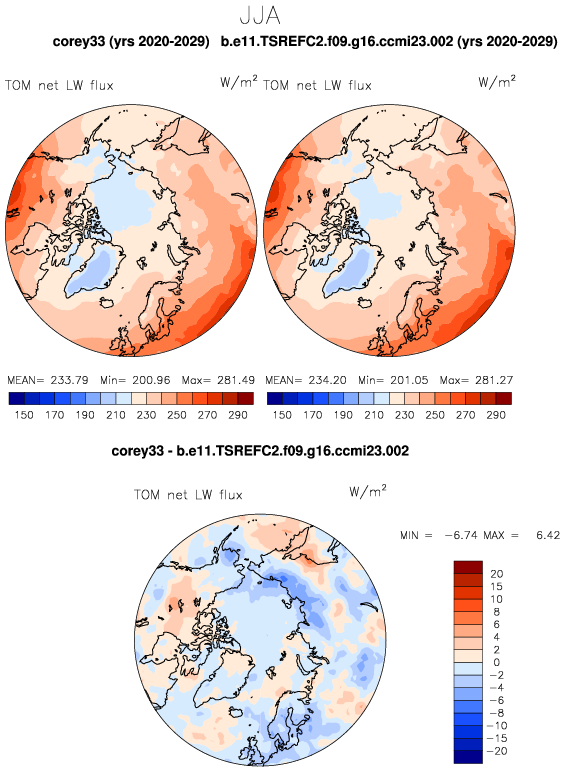 JJA
corey33 (yrs 2020-2029) b.e11.TSREFC2.f09.g16.ccmi23.002 (yrs 2020-2029)
TOM net LW flux W/m² TOM net LW flux W/m²
MEAN= 233.79 Min= 200.96 Max= 281.49 MEAN= 234.20 Min= 201.05 Max= 281.27
150 170 190 210 230 250 270 290 150 170 190 210 230 250 270 290
corey33 - b.e11.TSREFC2.f09.g16.ccmi23.002
TOM net LW flux W/m²
MIN = -6.74 MAX = 6.42
20
15
10
8
6
4
2
0
-2
-4
-6
-8
-10
-15
-20